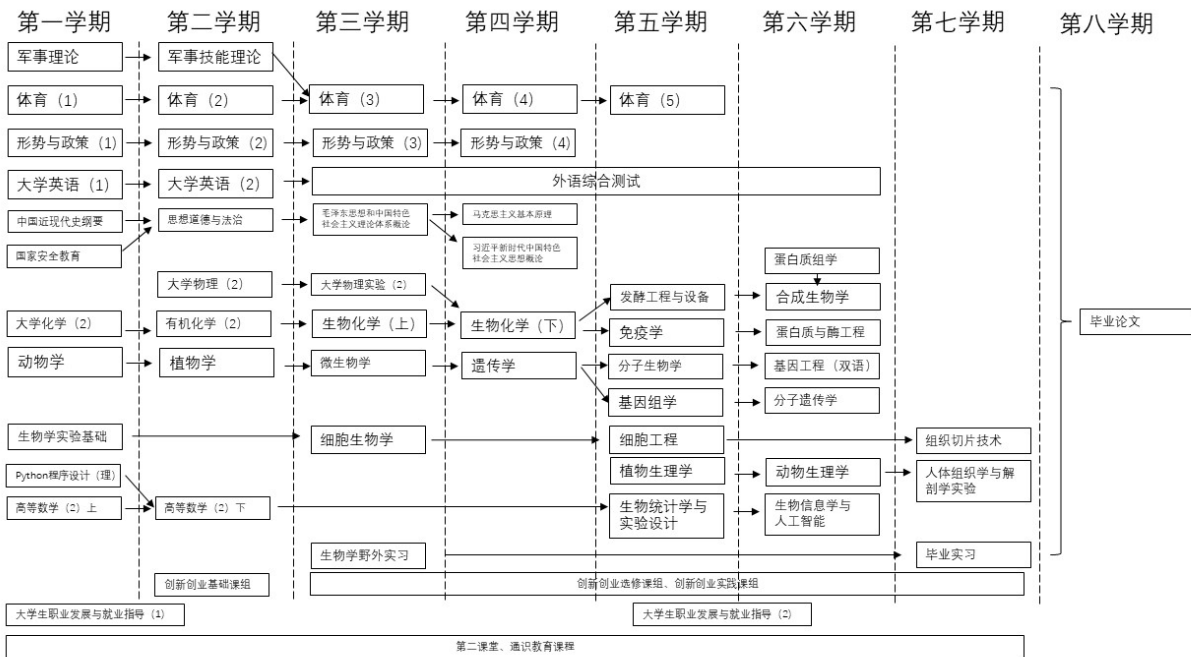 第一学期 第二学期 第三学期 第四学期 第五学期 第六学期 第七学期 第八学期
军事理论 军事技能理论
体育（1） 体育（2） 体育（3） 体育（4） 体育（5）
形势与政策（1） 形势与政策（2） 形势与政策（3） 形势与政策（4）
大学英语（1） 大学英语（2） 外语综合测试
中国近现代史纲要 思想道德与法治 毛泽东思想和中国特色
社会主义理论体系概论 马克思主义基本原理
国家安全教育 习近平新时代中国特色
社会主义思想概论 蛋白质组学
大学物理（2） 大学物理实验（2） 发酵工程与设备 合成生物学
大学化学（2） 有机化学（2） 生物化学（上） 生物化学（下） 免疫学 蛋白质与酶工程 毕业论文
动物学 植物学 微生物学 遗传学 分子生物学 基因工程（双语）
基因组学 分子遗传学
生物学实验基础 细胞生物学 细胞工程 组织切片技术
Python程序设计（理） 植物生理学 动物生理学 人体组织学与解
剖学实验
高等数学（2）上 高等数学（2）下 生物统计学与
实验设计 生物信息学与
人工智能
生物学野外实习 毕业实习
创新创业基础课组 创新创业选修课组、创新创业实践课组
大学生职业发展与就业指导（1） 大学生职业发展与就业指导（2）
第二课堂、通识教育课程